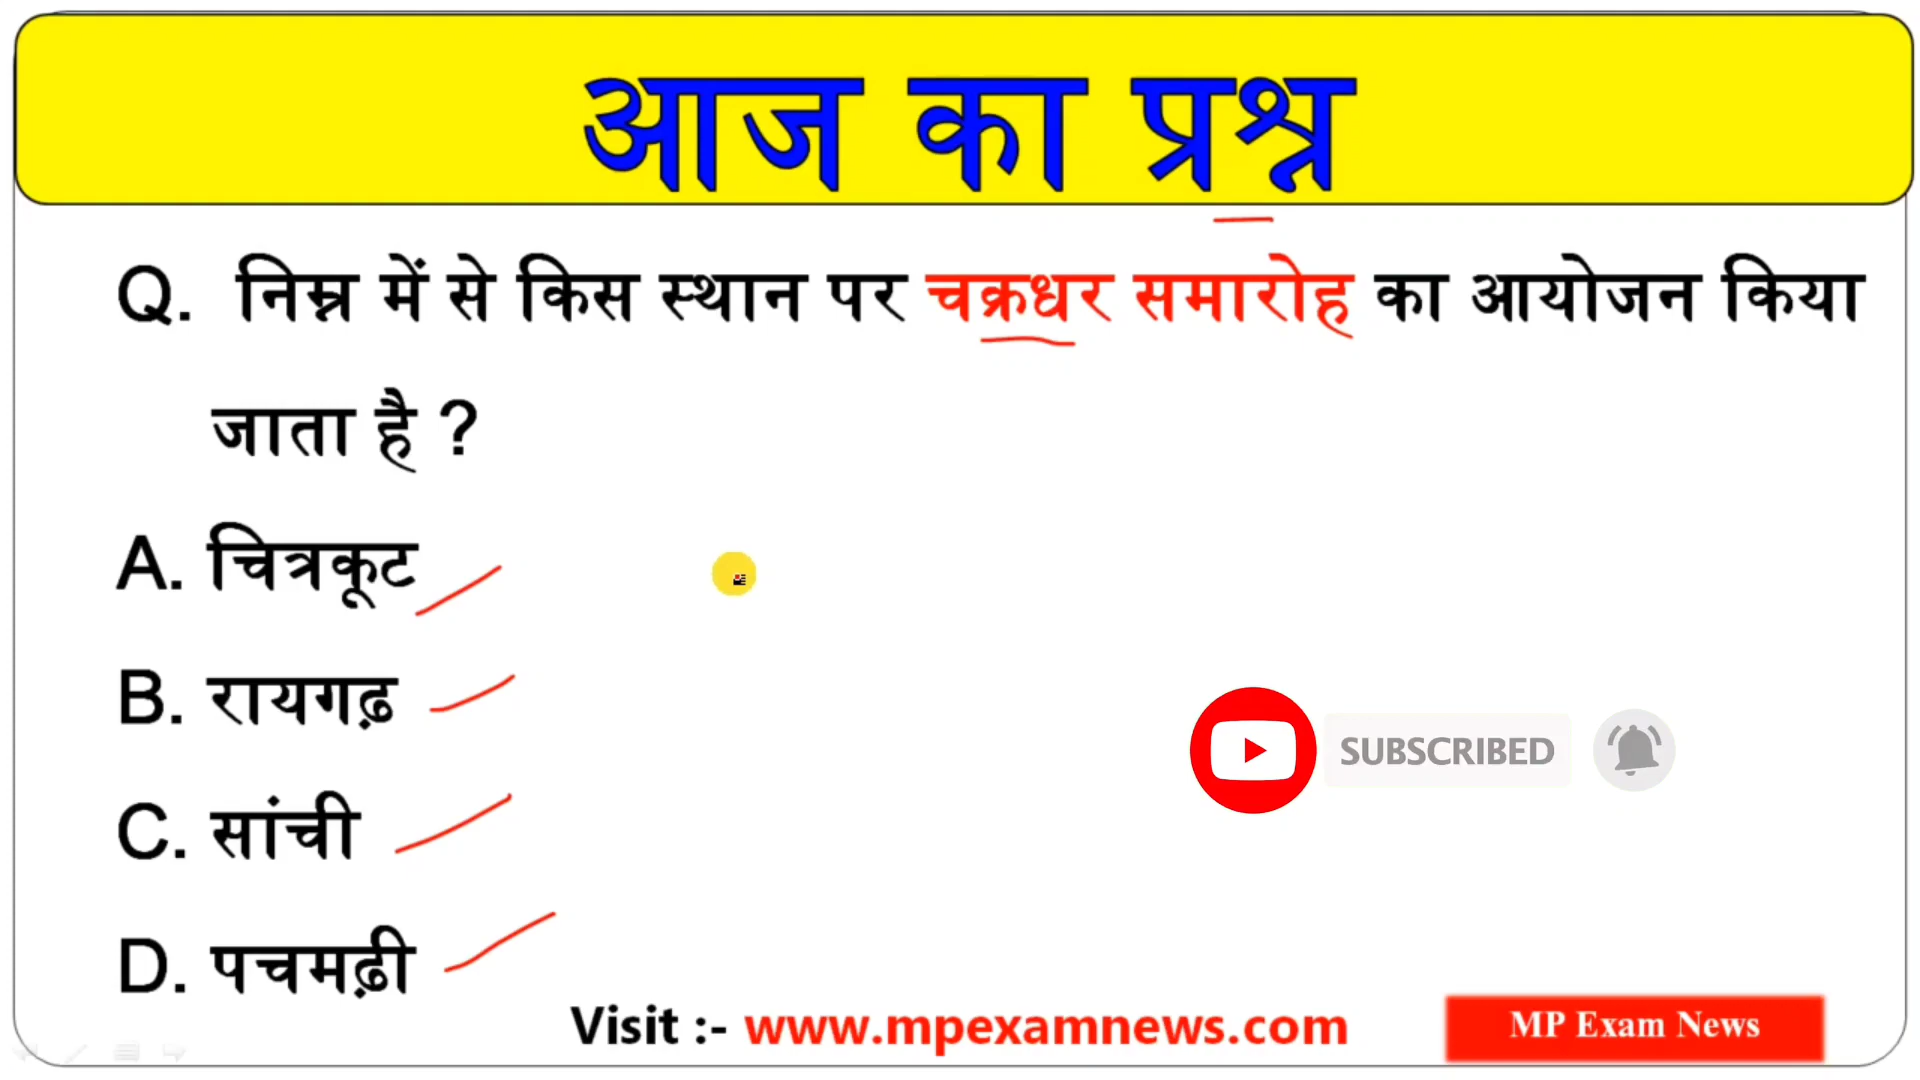 आज का प्रश्न
Q. निम्न में से किस स्थान पर चक्रधर समारोह का आयोजन किया
जाता है ?
A. चित्रकूट
B. रायगढ़
C. सांची
D. पचमढ़ी
SUBSCRIBED
Visit :- www.mpexamnews.com
MP Exam News